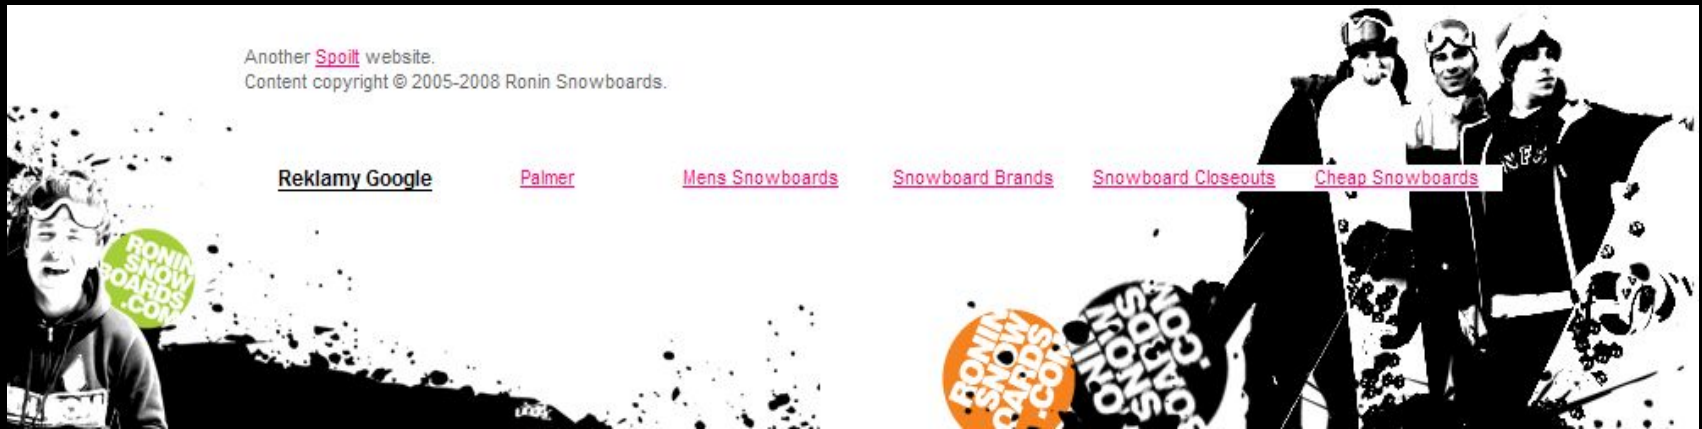 Another Spoilt website.
Content copyright © 2005-2008 Ronin Snowboards.
Reklamy Google Palmer Mens Snowboards Snowboard Brands Snowboard Closeouts Cheap Snowboards
RONIN
SNOW
BOARDS
.COM
RONIN
SNOW
OARDS
.COM